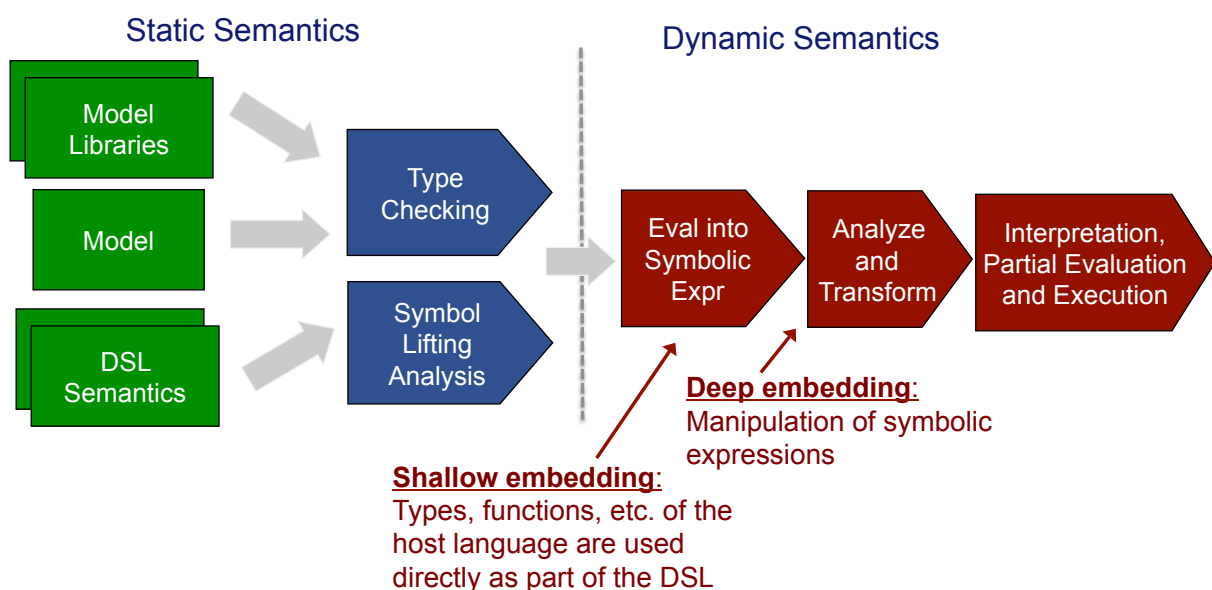 Static Semantics
Dynamic Semantics
Model
Libraries
Model
DSL
Semantics
Type
Checking
Symbol
Lifting
Analysis
Eval into
Symbolic
Expr
Analyze
and
Transform
Interpretation,
Partial Evaluation
and Execution
Deep embedding:
Manipulation of symbolic
expressions
Shallow embedding:
Types, functions, etc. of the
host language are used
directly as part of the DSL